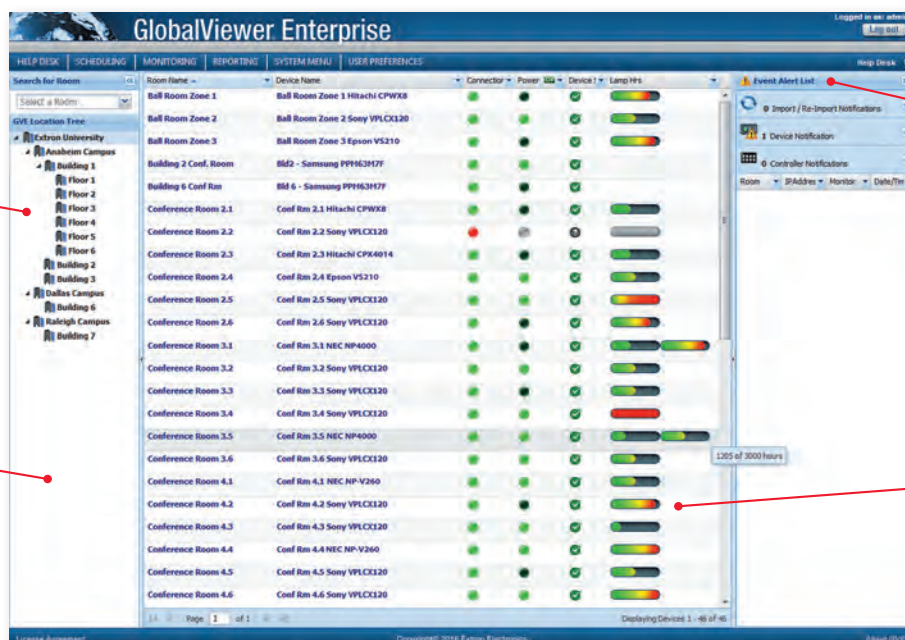 GlobalViewer Enterprise
Log out
HELP DESK SCHEDULING MONITORING REPORTING SYSTEM MENU USER PREFERENCES Help Desk
Search for Room
Select a Room
GVE Location Tree
Extron University
Anaheim Campus
Building 1
Floor 1
Floor 2
Floor 3
Floor 4
Floor 5
Floor 6
Building 2
Building 3
Dallas Campus
Building 6
Raleigh Campus
Building 7
Room Name Device Name Connection Power Device Lamp Hrs
Ball Room Zone 1 Ball Room Zone 1 Hitachi CPWX8
Ball Room Zone 2 Ball Room Zone 2 Sony VPLCX120
Ball Room Zone 3 Ball Room Zone 3 Epson VS210
Building 2 Conf. Room Bld2 - Samsung PPM63M7F
Building 6 Conf Rm Bld 6 - Samsung PPM63H7F
Conference Room 2.1 Conf Rm 2.1 Hitachi CPWX8
Conference Room 2.2 Conf Rm 2.2 Sony VPLCX120
Conference Room 2.3 Conf Rm 2.3 Hitachi CPX4014
Conference Room 2.4 Conf Rm 2.4 Epson VS210
Conference Room 2.5 Conf Rm 2.5 Sony VPLCX120
Conference Room 2.6 Conf Rm 2.6 Sony VPLCX120
Conference Room 3.1 Conf Rm 3.1 NEC NP4000
Conference Room 3.2 Conf Rm 3.2 Sony VPLCX120
Conference Room 3.3 Conf Rm 3.3 Sony VPLCX120
Conference Room 3.4 Conf Rm 3.4 Sony VPLCX120
Conference Room 3.5 Conf Rm 3.5 NEC NP4000
Conference Room 3.6 Conf Rm 3.6 Sony VPLCX120
Conference Room 4.1 Conf Rm 4.1 NEC NP-V260
Conference Room 4.2 Conf Rm 4.2 Sony VPLCX120
Conference Room 4.3 Conf Rm 4.3 Sony VPLCX120
Conference Room 4.4 Conf Rm 4.4 NEC NP-V260
Conference Room 4.5 Conf Rm 4.5 Sony VPLCX120
Conference Room 4.6 Conf Rm 4.6 Sony VPLCX120
1205 of 3000 hours
Page 1 of 1 Displaying Devices 1 - 46 of 46
Event Alert List
0 Import / Re-Import Notifications
1 Device Notification
0 Controller Notifications
Room IPAddres Monitor Date/Tim
License Agreement Copyright© 2016 Extron Electronics